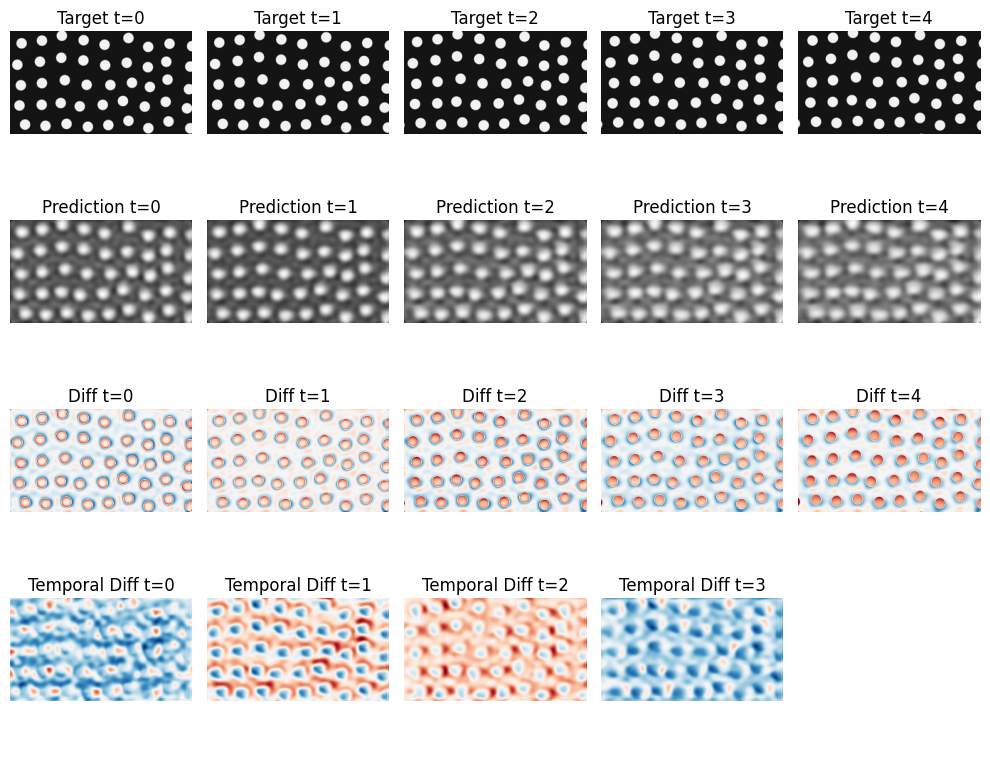 Target t=0 Target t=1 Target t=2 Target t=3 Target t=4
Prediction t=0 Prediction t=1 Prediction t=2 Prediction t=3 Prediction t=4
Diff t=0 Diff t=1 Diff t=2 Diff t=3 Diff t=4
Temporal Diff t=0 Temporal Diff t=1 Temporal Diff t=2 Temporal Diff t=3